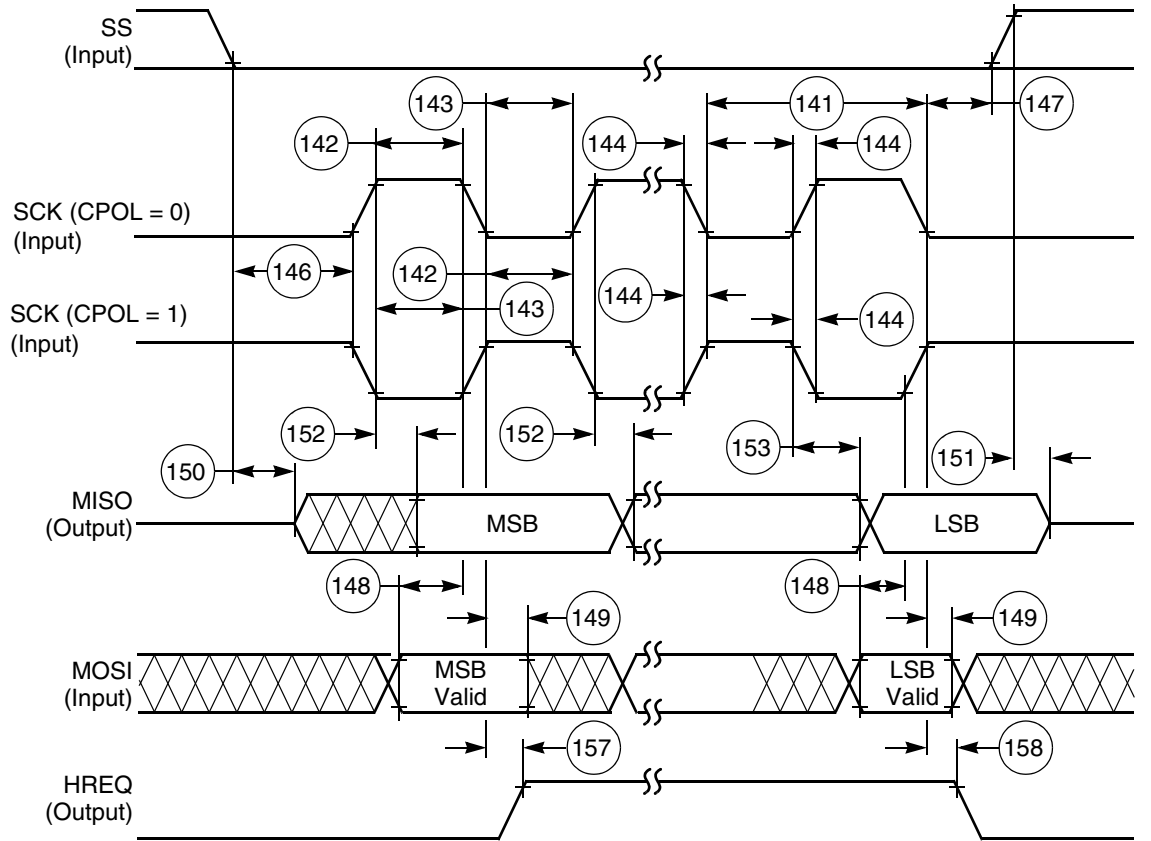 SS
(Input)
143
141
147
142
144
144
SCK (CPOL = 0)
(Input)
146
142
144
SCK (CPOL = 1)
(Input)
143
144
152
152
153
150
151
MISO
(Output)
MSB
LSB
148
148
149
149
MOSI
(Input)
MSB
Valid
LSB
Valid
157
158
HREQ
(Output)